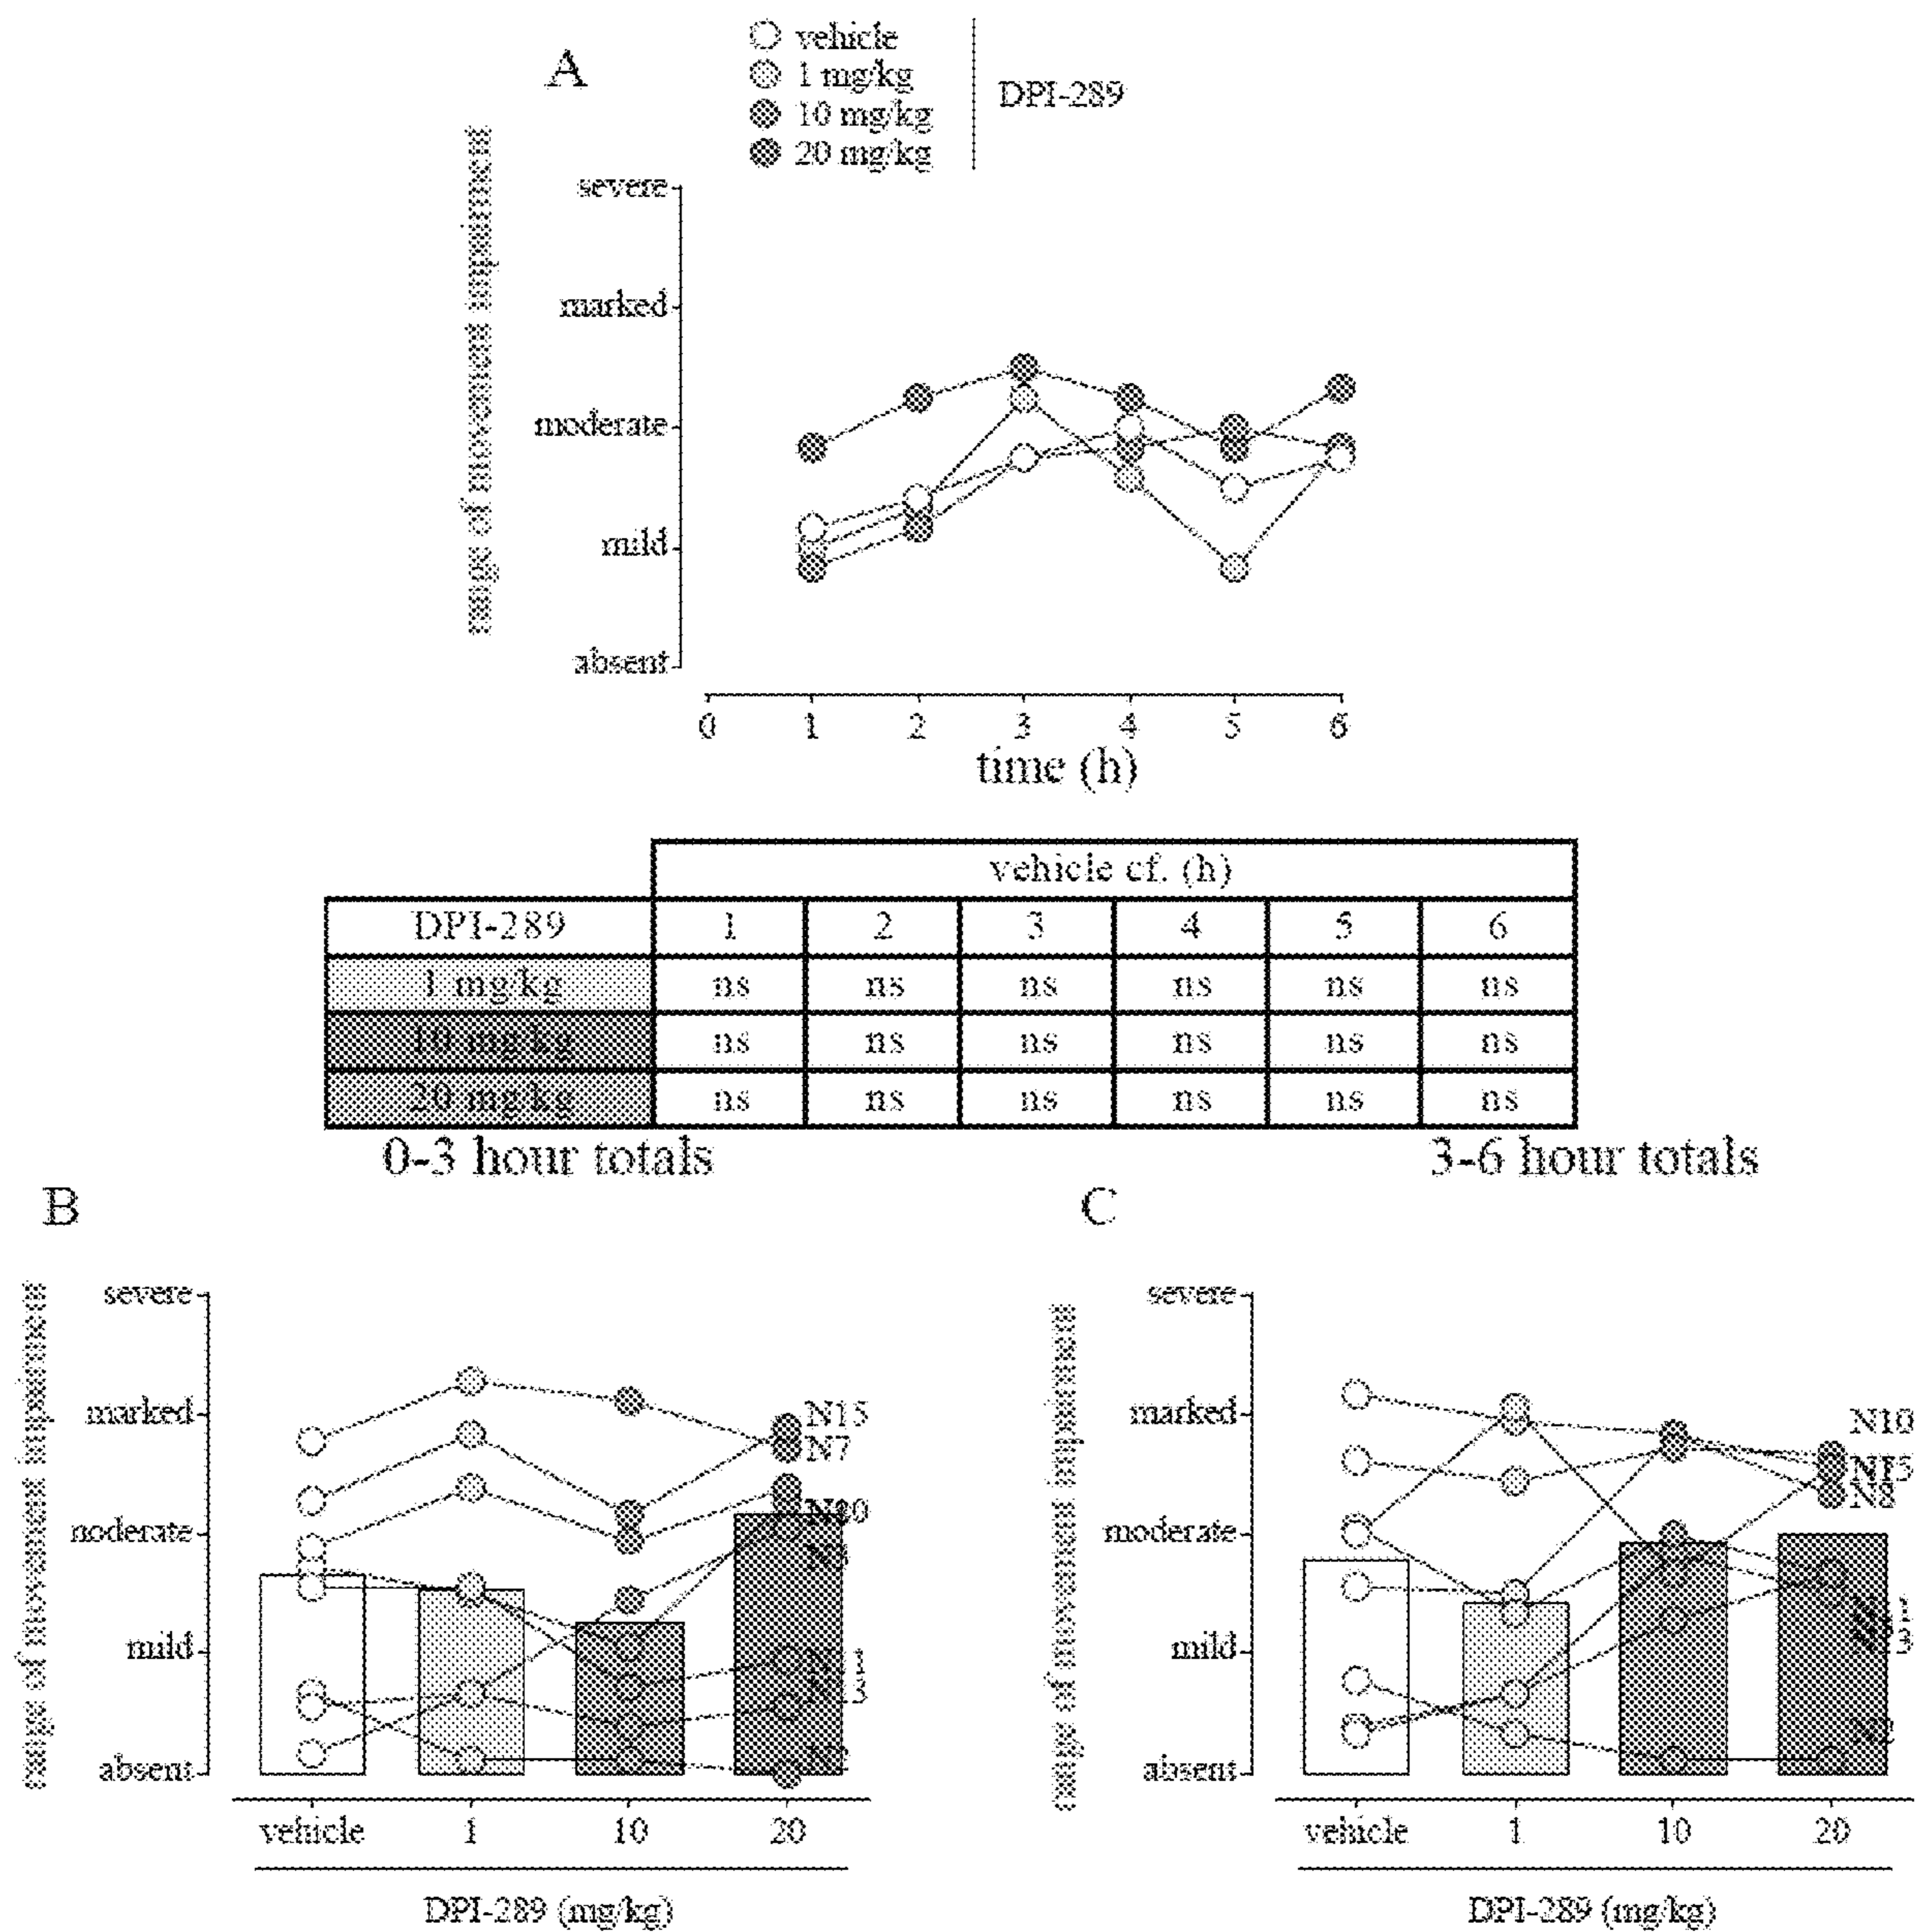 A
vehicle
1 mg/kg
10 mg/kg
20 mg/kg
DPI-289
range of movement impairment
severe
marked
moderate
mild
absent
0 1 2 3 4 5 6
time (h)
vehicle cf. (h)
DPI-289 1 2 3 4 5 6
1 mg/kg ns ns ns ns ns ns
10 mg/kg ns ns ns ns ns ns
20 mg/kg ns ns ns ns ns ns
0-3 hour totals
3-6 hour totals
B
range of movement impairment
severe
marked
noderate
mild
absent
N15
N7
vehicle 1 10 20
DPI-289 (mg/kg)
C
range of movement impairment
severe
marked
moderate
mild
absent
N10
N8
vehicle 1 10 20
DPI-289 (mg/kg)